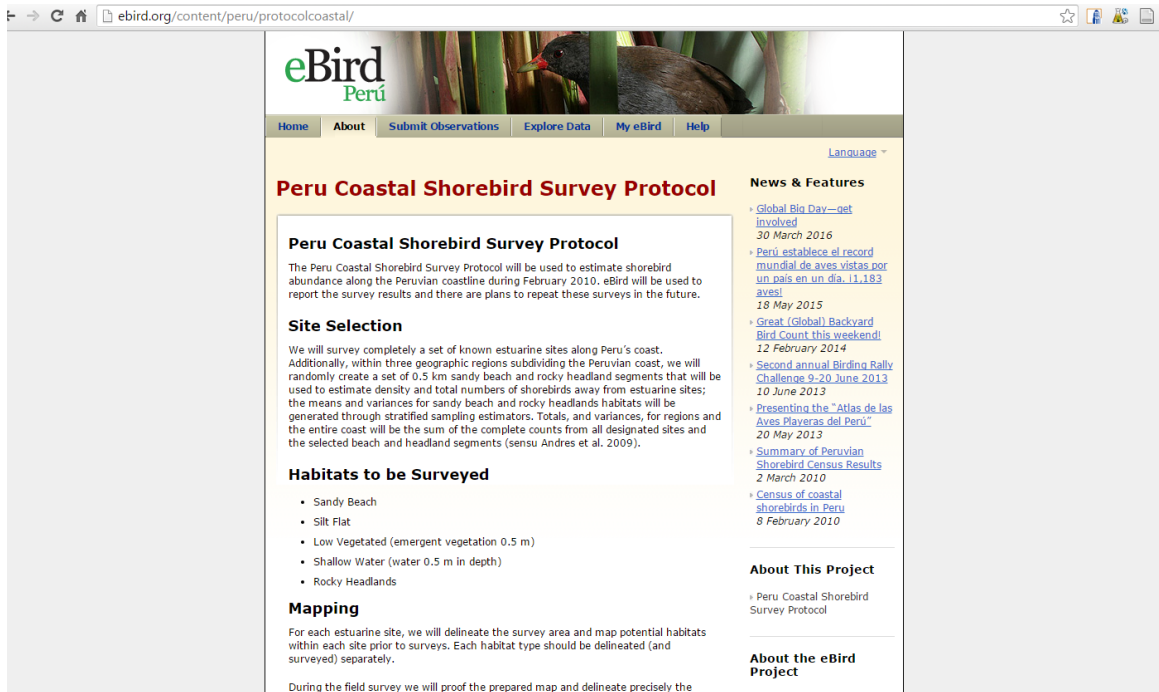 ebird.org/content/peru/protocolcoastal/
eBird
Perú
Home About Submit Observations Explore Data My eBird Help
Language
Peru Coastal Shorebird Survey Protocol
Peru Coastal Shorebird Survey Protocol
The Peru Coastal Shorebird Survey Protocol will be used to estimate shorebird
abundance along the Peruvian coastline during February 2010. eBird will be used to
report the survey results and there are plans to repeat these surveys in the future.
Site Selection
We will survey completely a set of known estuarine sites along Peru's coast.
Additionally, within three geographic regions subdividing the Peruvian coast, we will
randomly create a set of 0.5 km sandy beach and rocky headland segments that will be
used to estimate density and total numbers of shorebirds away from estuarine sites;
the means and variances for sandy beach and rocky headlands habitats will be
generated through stratified sampling estimators. Totals, and variances, for regions and
the entire coast will be the sum of the complete counts from all designated sites and
the selected beach and headland segments (sensu Andres et al. 2009).
Habitats to be Surveyed
• Sandy Beach
• Silt Flat
• Low Vegetated (emergent vegetation 0.5 m)
• Shallow Water (water 0.5 m in depth)
• Rocky Headlands
Mapping
For each estuarine site, we will delineate the survey area and map potential habitats
within each site prior to surveys. Each habitat type should be delineated (and
surveyed) separately.
During the field survey we will proof the prepared map and delineate precisely the
News & Features
Global Big Day—get
involved
30 March 2016
Perú establece el record
mundial de aves vistas por
un país en un día. ¡1,183
aves!
18 May 2015
Great (Global) Backyard
Bird Count this weekend!
12 February 2014
Second annual Birding Rally
Challenge 9-20 June 2013
10 June 2013
Presenting the "Atlas de las
Aves Playeras del Perú"
20 May 2013
Summary of Peruvian
Shorebird Census Results
2 March 2010
Census of coastal
shorebirds in Peru
8 February 2010
About This Project
Peru Coastal Shorebird
Survey Protocol
About the eBird
Project